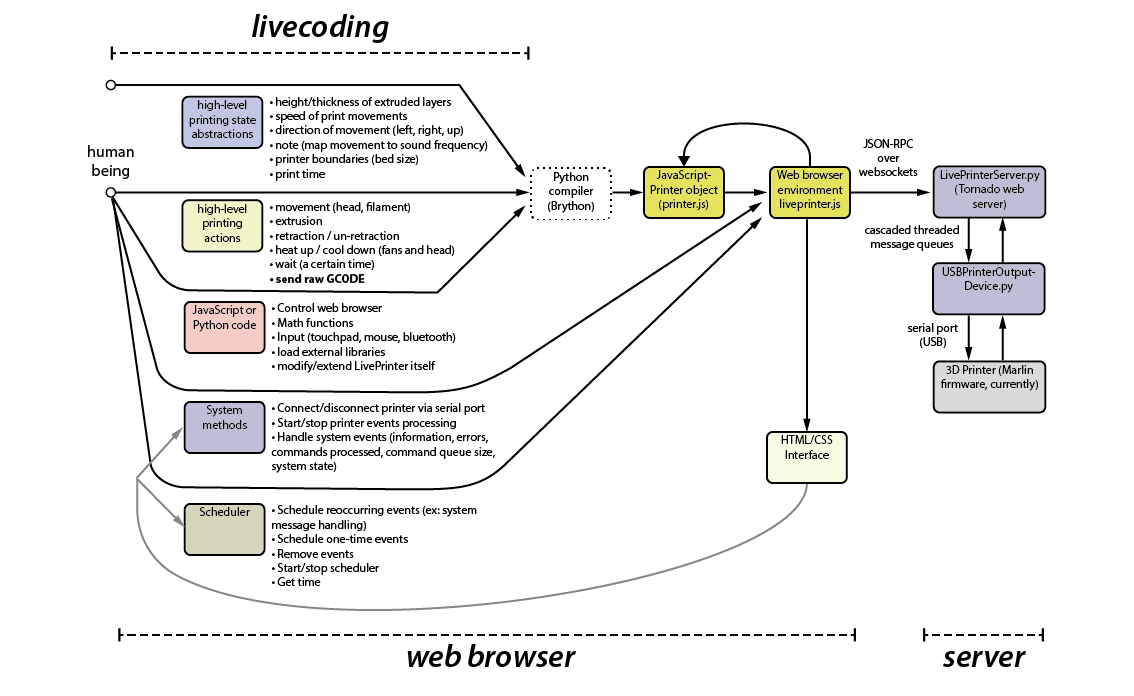 livecoding
human
being
high-level
printing state
abstractions
• height/thickness of extruded layers
• speed of print movements
• direction of movement (left, right, up)
• note (map movement to sound frequency)
• printer boundaries (bed size)
• print time
high-level
printing
actions
• movement (head, filament)
• extrusion
• retraction / un-retraction
• heat up / cool down (fans and head)
• wait (a certain time)
• send raw GCODE
JavaScript or
Python code
• Control web browser
• Math functions
• Input (touchpad, mouse, bluetooth)
• load external libraries
• modify/extend LivePrinter itself
System
methods
• Connect/disconnect printer via serial port
• Start/stop printer events processing
• Handle system events (information, errors,
commands processed, command queue size,
system state)
Scheduler
• Schedule reoccurring events (ex: system
message handling)
• Schedule one-time events
• Remove events
• Start/stop scheduler
• Get time
Python
compiler
(Brython)
JavaScript-
Printer object
(printer.js)
Web browser
environment
liveprinter.js
JSON-RPC
over
websockets
LivePrinterServer.py
(Tornado web
server)
cascaded threaded
message queues
USBPrinterOutput-
Device.py
serial port
(USB)
3D Printer (Marlin
firmware, currently)
HTML/CSS
Interface
web browser
server